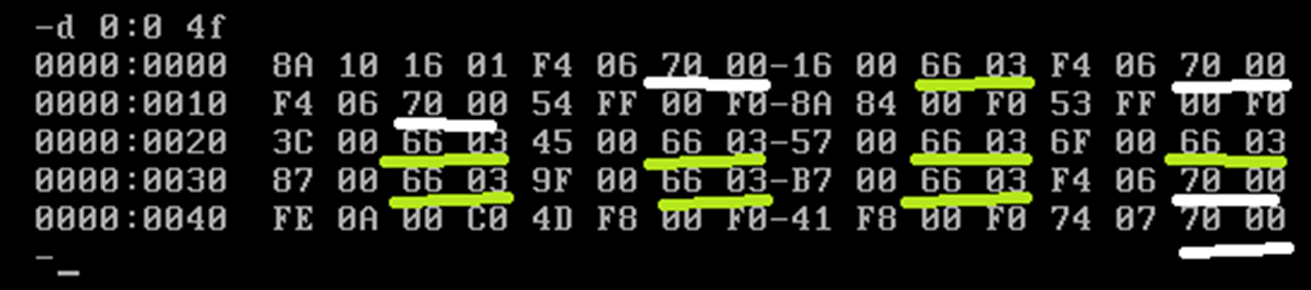 -d 0:0 4f
0000:0000 8A 10 16 01 F4 06 70 00-16 00 66 03 F4 06 70 00
0000:0010 F4 06 70 00 54 FF 00 F0-8A 84 00 F0 53 FF 00 F0
0000:0020 3C 00 66 03 45 00 66 03-57 00 66 03 6F 00 66 03
0000:0030 87 00 66 03 9F 00 66 03-B7 00 66 03 F4 06 70 00
0000:0040 FE 0A 00 C0 4D F8 00 F0-41 F8 00 F0 74 07 70 00
-_